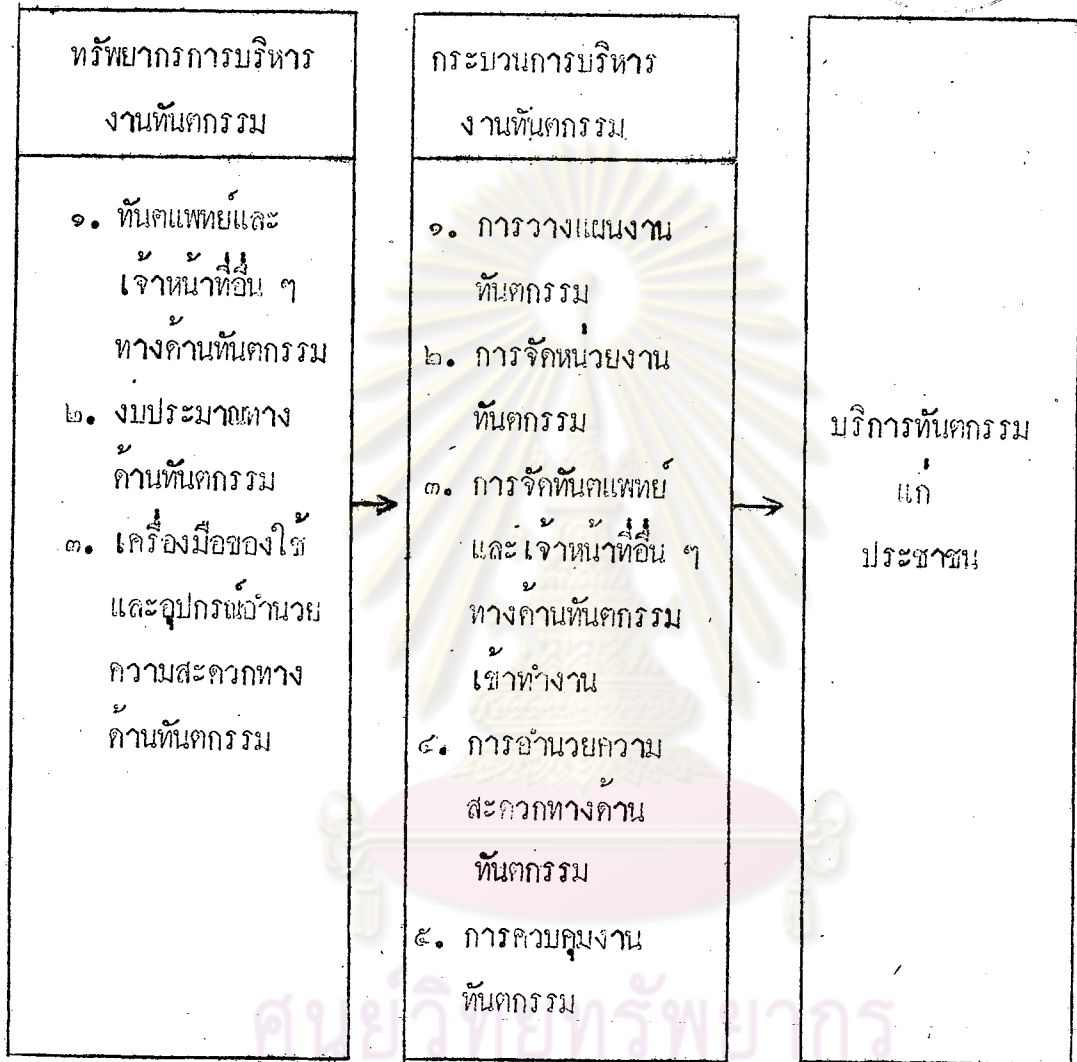 ทรัพยากรการบริหาร
งานทันตกรรม
๑. ทันตแพทย์และ
เจ้าหน้าที่อื่น ๆ
ทางด้านทันตกรรม
๒. งบประมาณทาง
ด้านทันตกรรม
๓. เครื่องมือของใช้
และอุปกรณ์อำนวย
ความสะดวกทาง
ด้านทันตกรรม
กระบวนการบริหาร
งานทันตกรรม
๑. การวางแผนงาน
ทันตกรรม
๒. การจัดหน่วยงาน
ทันตกรรม
๓. การจัดทันตแพทย์
และเจ้าหน้าที่อื่น ๆ
ทางด้านทันตกรรม
เข้าทำงาน
๔. การอำนวยความ
สะดวกทางด้าน
ทันตกรรม
๕. การควบคุมงาน
ทันตกรรม
บริการทันตกรรม
แก่
ประชาชน
ศูนย์วิทยทรัพยากร